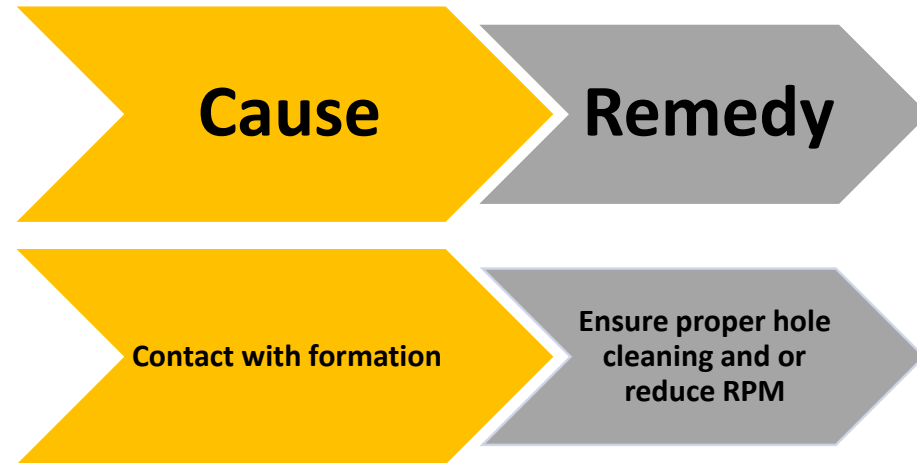 Cause
Remedy
Contact with formation
Ensure proper hole
cleaning and or
reduce RPM